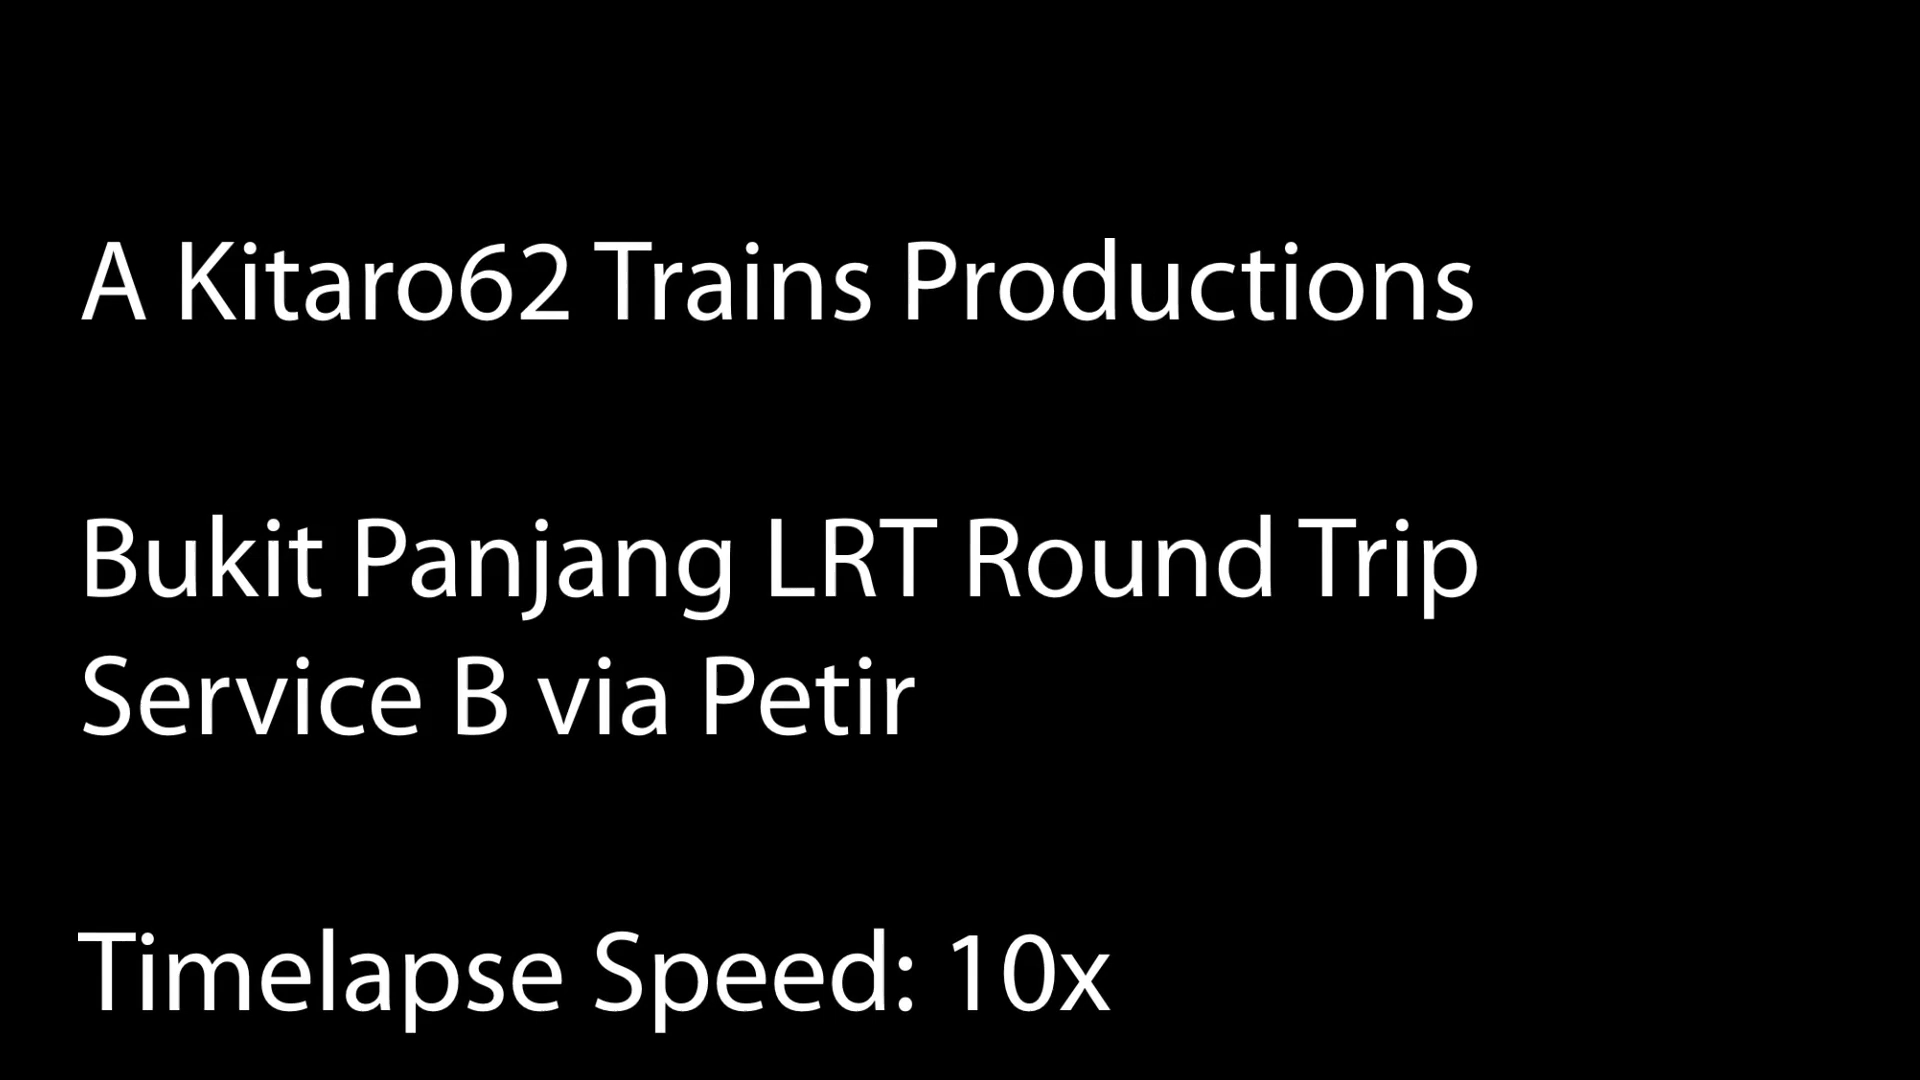 A Kitaro62 Trains Productions
Bukit Panjang LRT Round Trip
Service B via Petir
Timelapse Speed: 10x